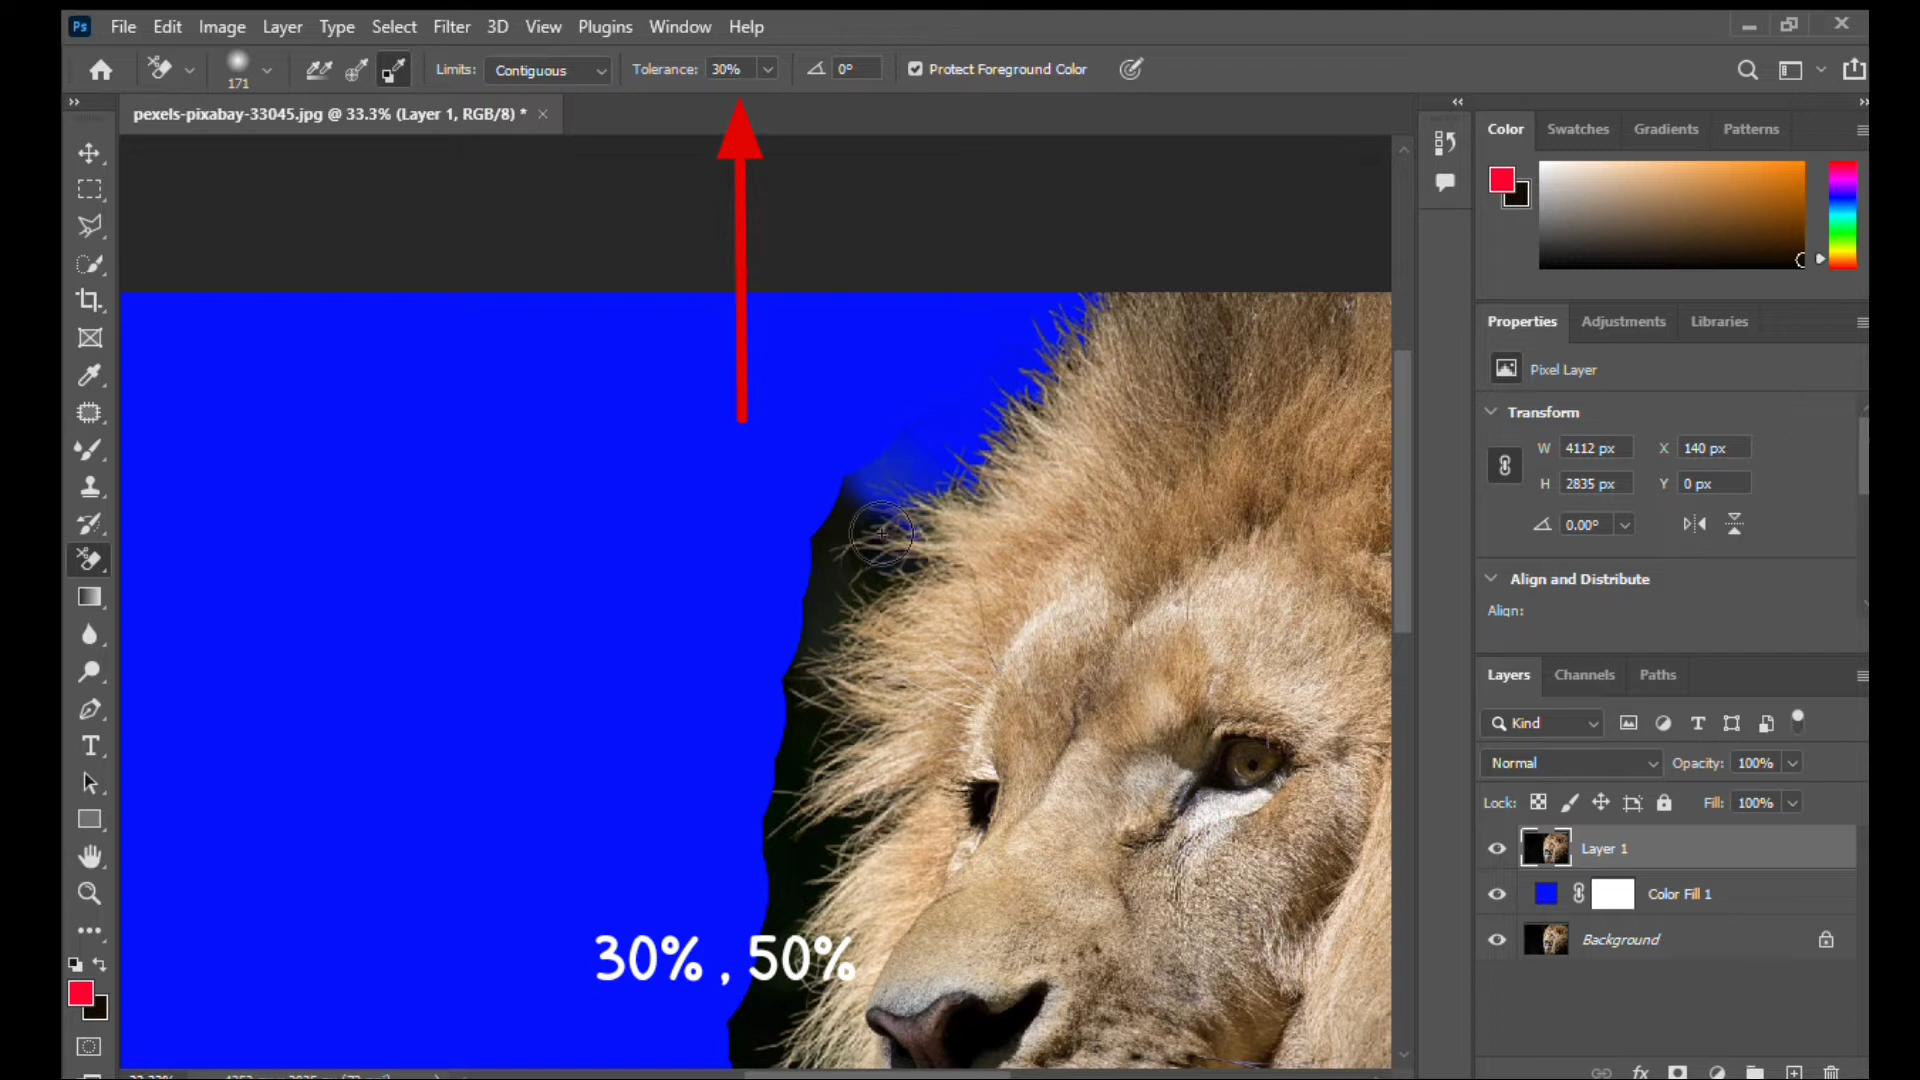 Ps File Edit Image Layer Type Select Filter 3D View Plugins Window Help
171 Limits: Contiguous Tolerance: 30% 0° Protect Foreground Color
pexels-pixabay-33045.jpg @ 33.3% (Layer 1, RGB/8) *
Color Swatches Gradients Patterns
Properties Adjustments Libraries
Pixel Layer
Transform
W 4112 px X 140 px
H 2835 px Y 0 px
0.00°
Align and Distribute
Align:
Layers Channels Paths
Kind
Normal Opacity: 100%
Lock: Fill: 100%
Layer 1
Color Fill 1
Background
30% , 50%